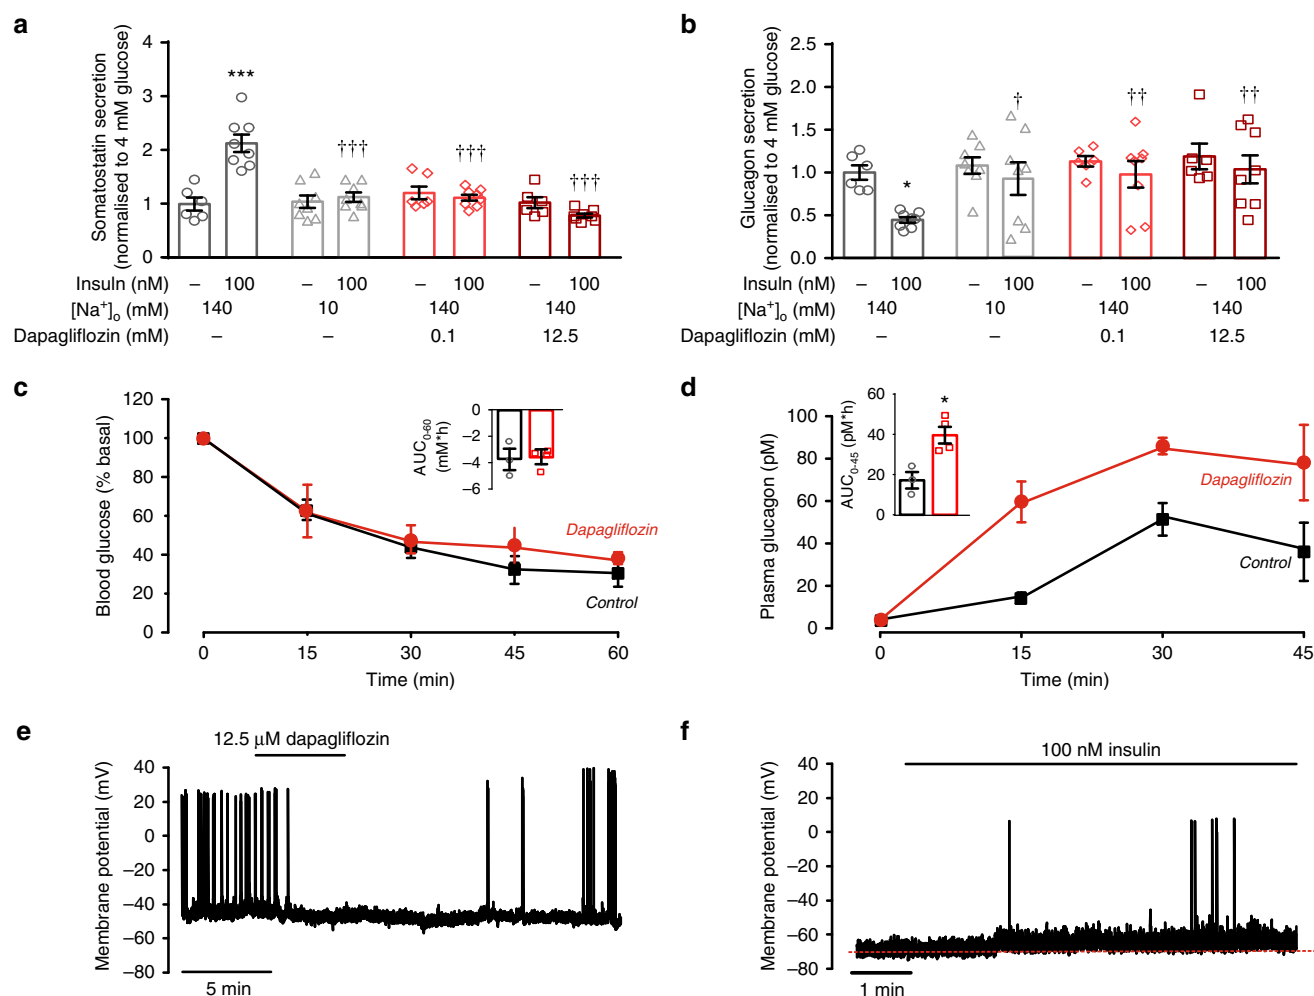 a
Somatostatin secretion
(normalised to 4 mM glucose)
4
3
2
1
0
***
†††
†††
†††
Insuln (nM) – 100 – 100 – 100 – 100
[Na⁺]ₒ (mM) 140 10 140 140
Dapagliflozin (mM) – – 0.1 12.5
b
Glucagon secretion
(normalised to 4 mM glucose)
2.5
2.0
1.5
1.0
0.5
0.0
*
†
††
††
Insuln (nM) – 100 – 100 – 100 – 100
[Na⁺]ₒ (mM) 140 10 140 140
Dapagliflozin (mM) – – 0.1 12.5
c
Blood glucose (% basal)
120
100
80
60
40
20
0
0 15 30 45 60
Time (min)
AUC₀₋₆₀
(mM*h)
0
–2
–4
–6
Dapagliflozin
Control
d
Plasma glucagon (pM)
100
80
60
40
20
0
0 15 30 45
Time (min)
AUC₀₋₄₅ (pM*h)
60
40
20
0
*
Dapagliflozin
Control
e
12.5 μM dapagliflozin
Membrane potential (mV)
40
20
0
–20
–40
–60
–80
5 min
f
100 nM insulin
Membrane potential (mV)
40
20
0
–20
–40
–60
–80
1 min